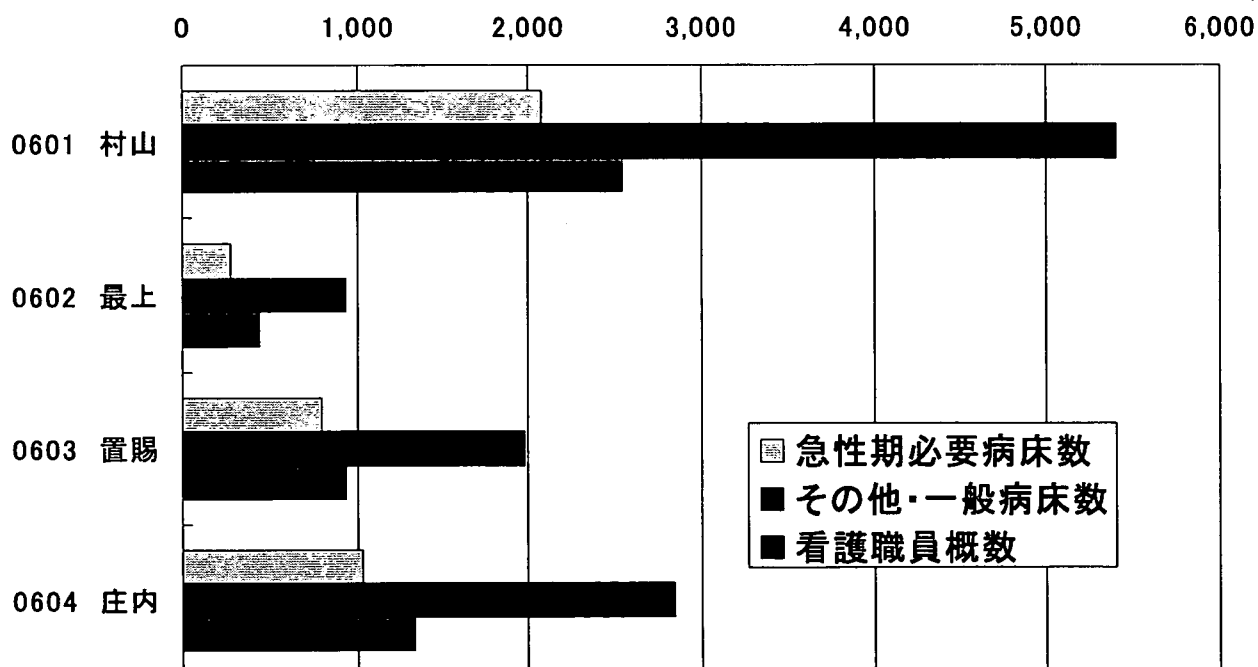 0 1,000 2,000 3,000 4,000 5,000 6,000
0601 村山
0602 最上
0603 置賜
0604 庄内
急性期必要病床数
その他・一般病床数
看護職員概数